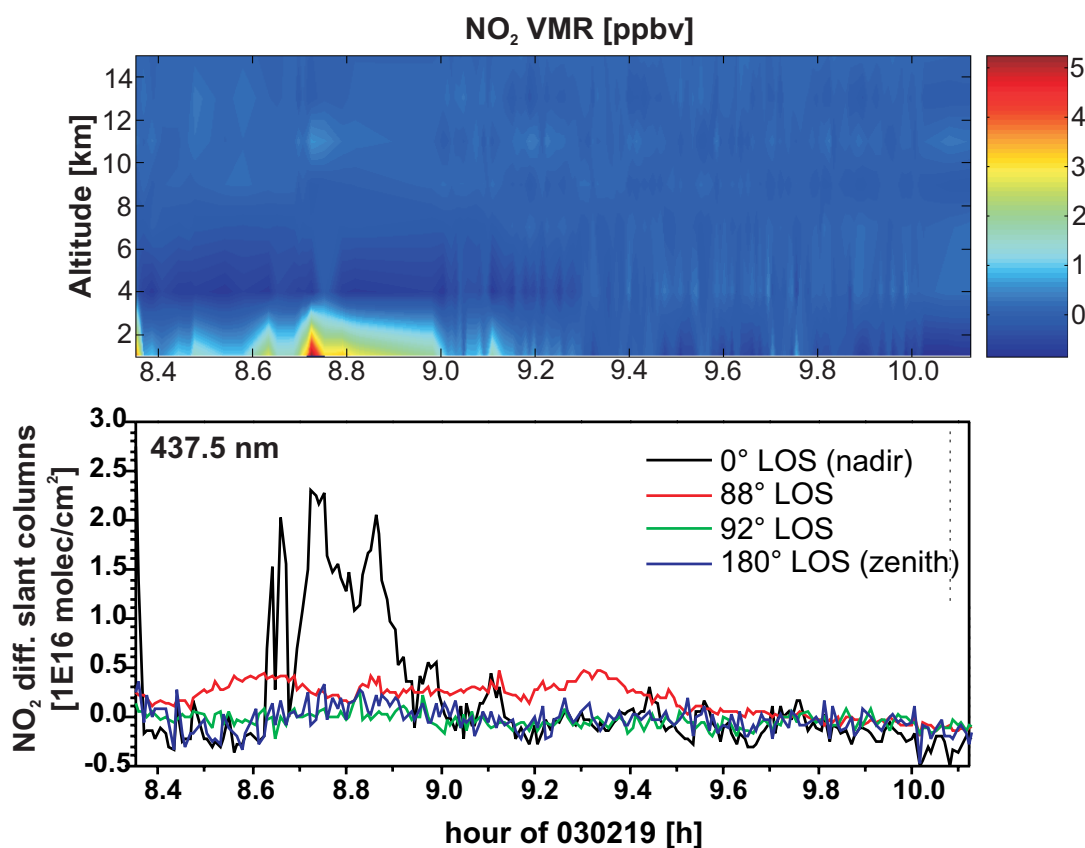 NO₂ VMR [ppbv]
Altitude [km]
14
12
10
8
6
4
2
8.4 8.6 8.8 9.0 9.2 9.4 9.6 9.8 10.0
5
4
3
2
1
0
NO₂ diff. slant columns
[1E16 molec/cm²]
3.0
2.5
2.0
1.5
1.0
0.5
0.0
-0.5
437.5 nm
0° LOS (nadir)
88° LOS
92° LOS
180° LOS (zenith)
8.4 8.6 8.8 9.0 9.2 9.4 9.6 9.8 10.0
hour of 030219 [h]